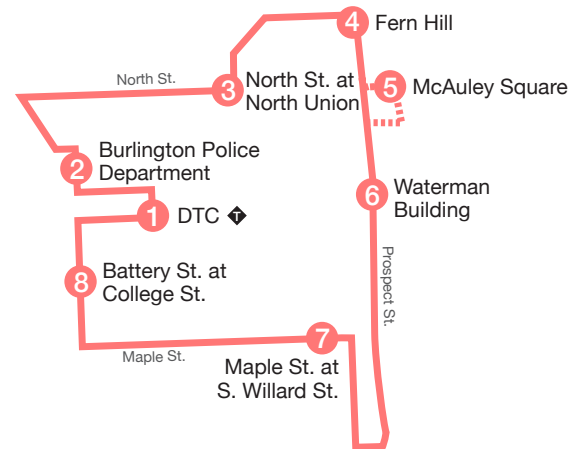 4
Fern Hill
North St.
3
North St. at
North Union
5
McAuley Square
2
Burlington Police
Department
6
Waterman
Building
1
DTC
T
Prospect St.
8
Battery St. at
College St.
7
Maple St.
Maple St. at
S. Willard St.